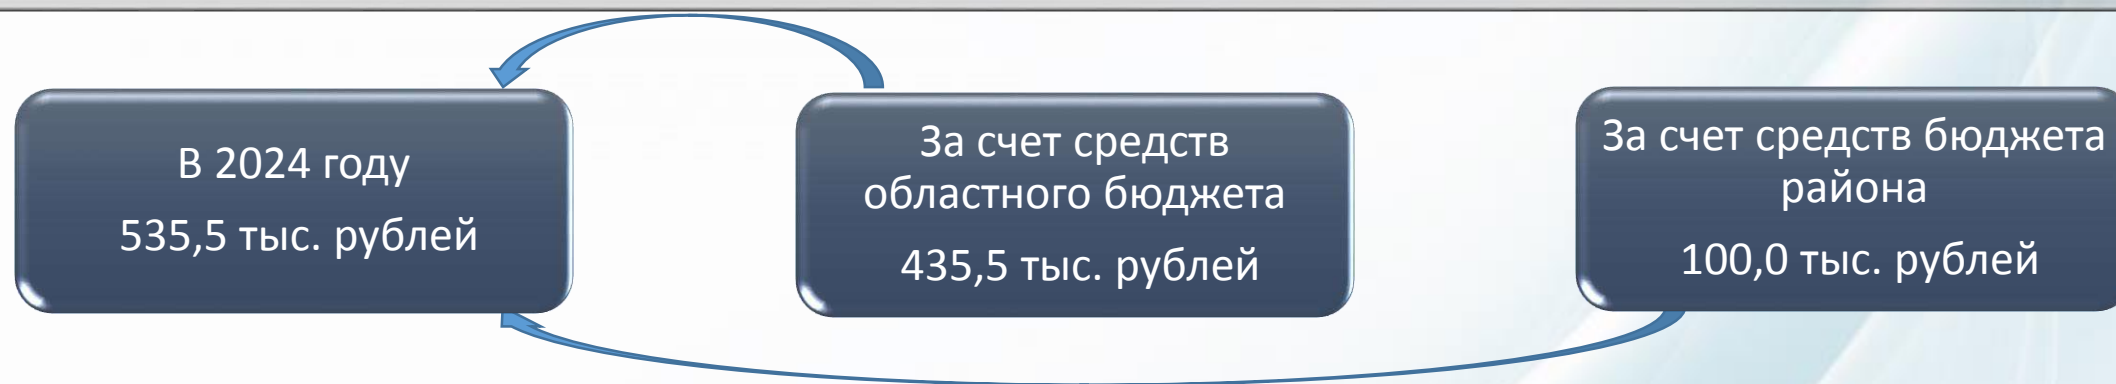 В 2024 году
535,5 тыс. рублей
За счет средств
областного бюджета
435,5 тыс. рублей
За счет средств бюджета
района
100,0 тыс. рублей